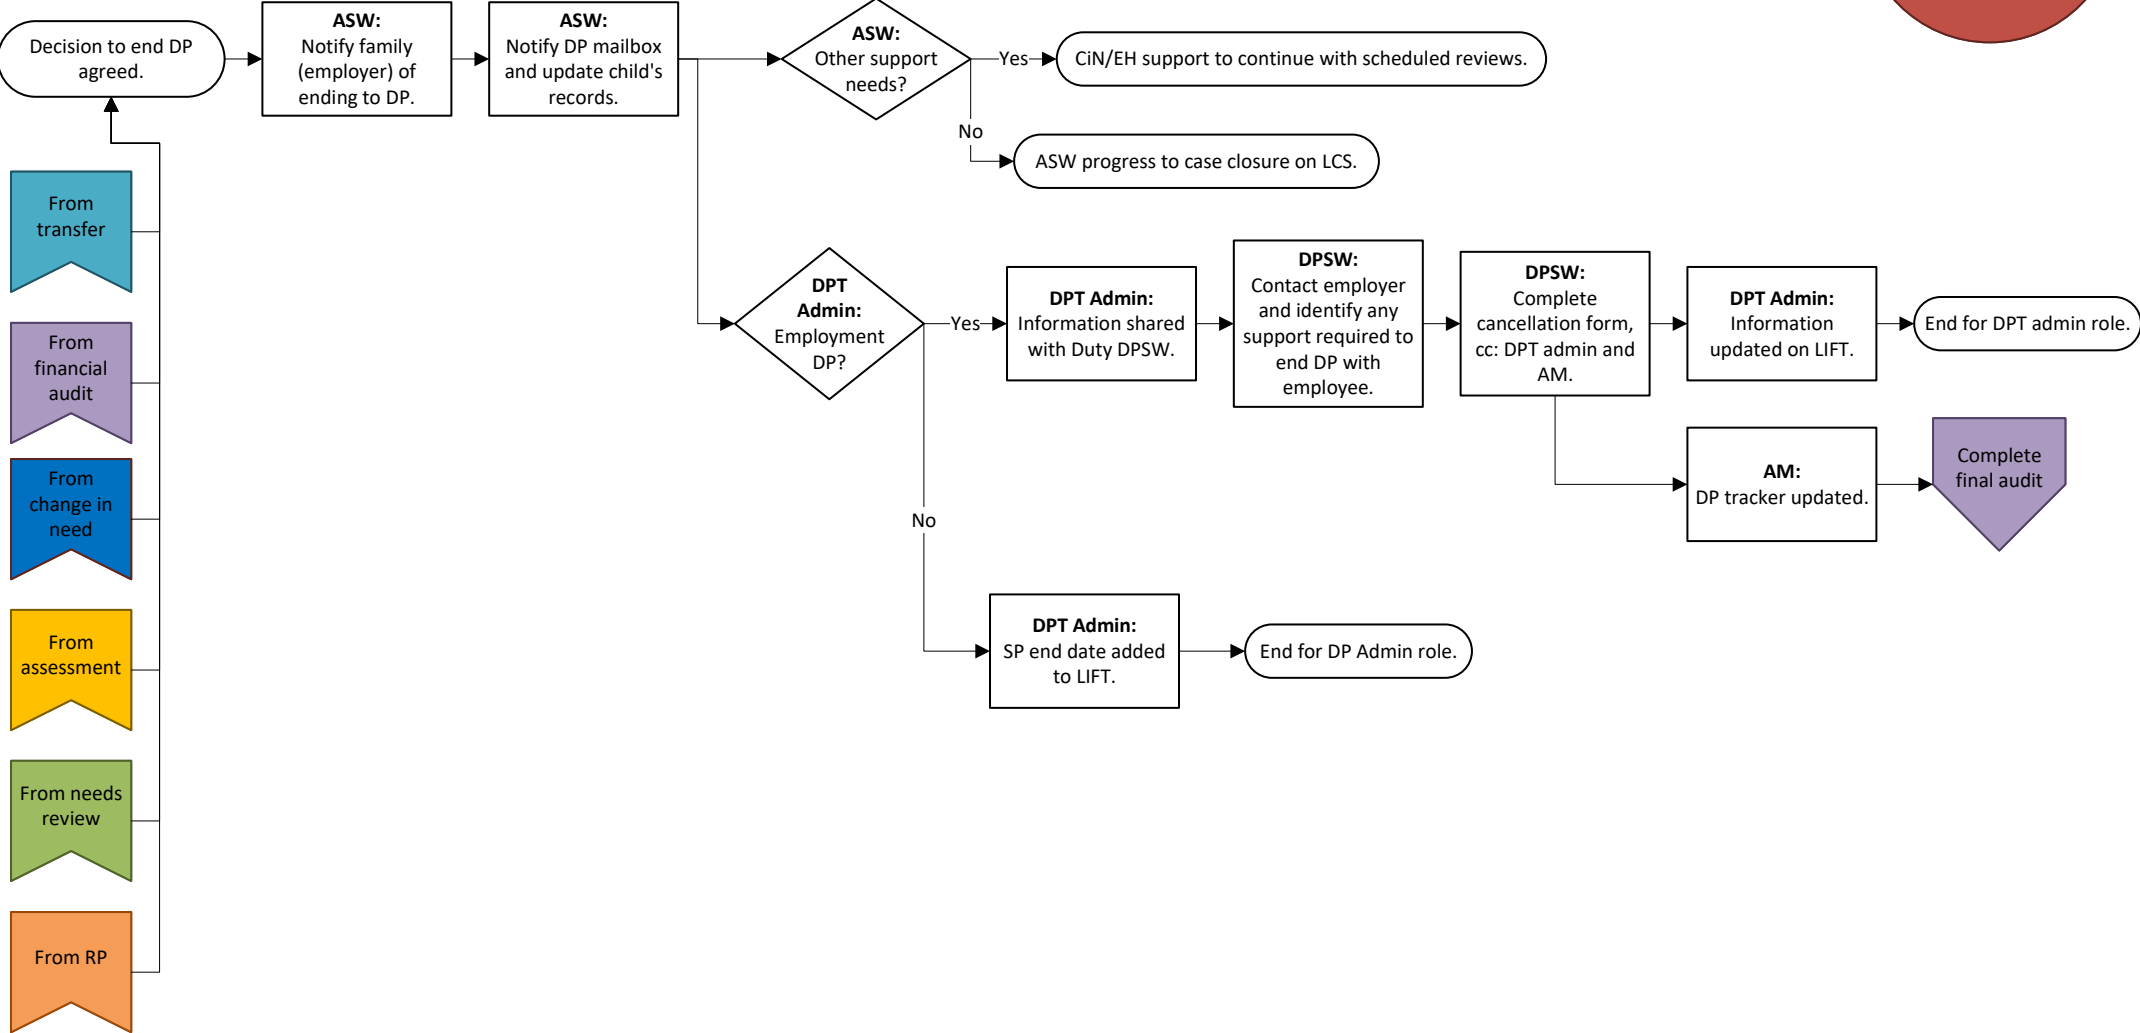 Decision to end DP
agreed.
ASW:
Notify family
(employer) of
ending to DP.
ASW:
Notify DP mailbox
and update child's
records.
ASW:
Other support
needs?
Yes
CiN/EH support to continue with scheduled reviews.
No
ASW progress to case closure on LCS.
From
transfer
From
financial
audit
From
change in
need
From
assessment
From needs
review
From RP
DPT
Admin:
Employment
DP?
Yes
DPT Admin:
Information shared
with Duty DPSW.
DPSW:
Contact employer
and identify any
support required to
end DP with
employee.
DPSW:
Complete
cancellation form,
cc: DPT admin and
AM.
DPT Admin:
Information
updated on LIFT.
End for DPT admin role.
AM:
DP tracker updated.
Complete
final audit
No
DPT Admin:
SP end date added
to LIFT.
End for DP Admin role.